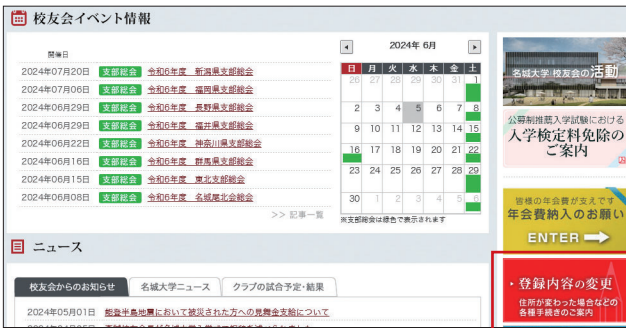 校友会イベント情報
開催日
2024年07月20日 支部総会 令和6年度 新潟県支部総会
2024年07月06日 支部総会 令和6年度 福岡県支部総会
2024年06月29日 支部総会 令和6年度 長野県支部総会
2024年06月29日 支部総会 令和6年度 福井県支部総会
2024年06月22日 支部総会 令和6年度 神奈川県支部総会
2024年06月16日 支部総会 令和6年度 群馬県支部総会
2024年06月15日 支部総会 令和6年度 東北支部総会
2024年06月08日 支部総会 令和6年度 名城尾北会総会
>> 記事一覧
2024年 6月
日 月 火 水 木 金 土
26 27 28 29 30 31 1
2 3 4 5 6 7 8
9 10 11 12 13 14 15
16 17 18 19 20 21 22
23 24 25 26 27 28 29
30 1 2 3 4 5 6
※支部総会は緑色で表示されます
名城大学 校友会の活動
公募制推薦入学試験における
入学検定料免除の
ご案内
皆様の年会費が支えです
年会費納入のお願い
ENTER
登録内容の変更
住所が変わった場合などの
各種手続きのご案内
ニュース
校友会からのお知らせ 名城大学ニュース クラブの試合予定・結果
2024年05月01日 能登半島地震において被災された方への見舞金支給について